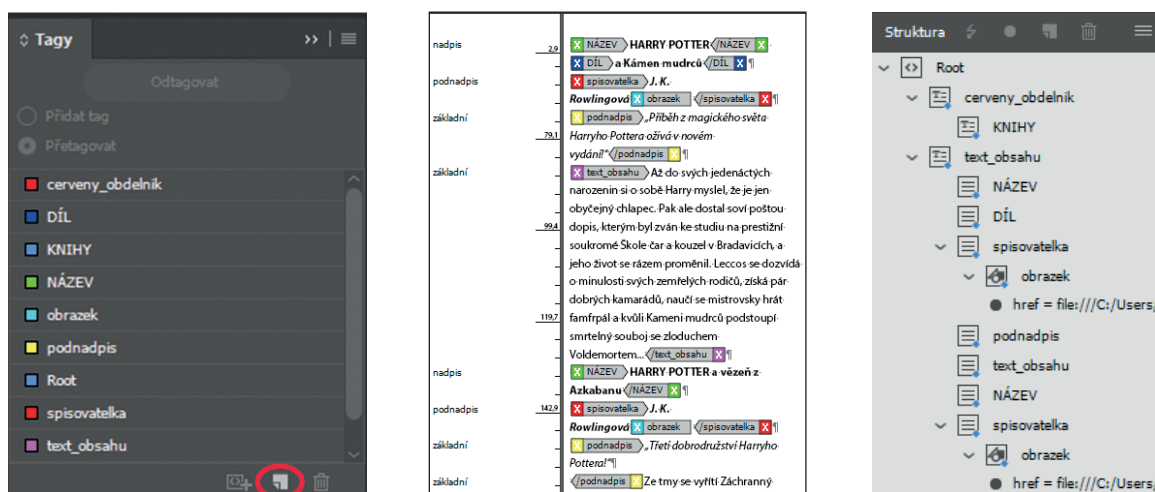 Tagy
Odtagovat
Přidat tag
Přetagovat
cerveny_obdelnik
DÍL
KNIHY
NÁZEV
obrazek
podnadpis
Root
spisovatelka
text_obsahu
nadpis
2,9
NÁZEV HARRY·POTTER /NÁZEV
DÍL a·Kámen·mudrců /DÍL ¶
podnadpis
spisovatelka J.·K.·
Rowlingová obrazek /spisovatelka ¶
základní
podnadpis „Příběh·z·magického·světa·
79,1
Harryho·Pottera·ožívá·v·novém·
vydání!“ /podnadpis ¶
základní
text_obsahu Až·do·svých·jedenáctých·
narozenin·si·o·sobě·Harry·myslel,·že·je·jen·
obyčejný·chlapec.·Pak·ale·dostal·soví·poštou·
99,4
dopis,·kterým·byl·zván·ke·studiu·na·prestižní·
soukromé·Škole·čar·a·kouzel·v·Bradavicích,·a·
jeho·život·se·rázem·proměnil.·Leccos·se·dozvídá·
o·minulosti·svých·zemřelých·rodičů,·získá·pár·
dobrých·kamarádů,·naučí·se·mistrovsky·hrát·
119,7
famfrpál·a·kvůli·Kameni·mudrců·podstoupí·
smrtelný·souboj·se·zloduchem·
Voldemortem... /text_obsahu ¶
nadpis
NÁZEV HARRY·POTTER·a·vězeň·z·
Azkabanu /NÁZEV ¶
podnadpis
142,9
spisovatelka J.·K.·
Rowlingová obrazek /spisovatelka ¶
základní
podnadpis „Třetí·dobrodružství·Harryho·
Pottera!“¶
základní
/podnadpis Ze·tmy·se·vyřítí·Záchranný·
Struktura
Root
cerveny_obdelnik
KNIHY
text_obsahu
NÁZEV
DÍL
spisovatelka
obrazek
href = file:///C:/Users,
podnadpis
text_obsahu
NÁZEV
spisovatelka
obrazek
href = file:///C:/Users,